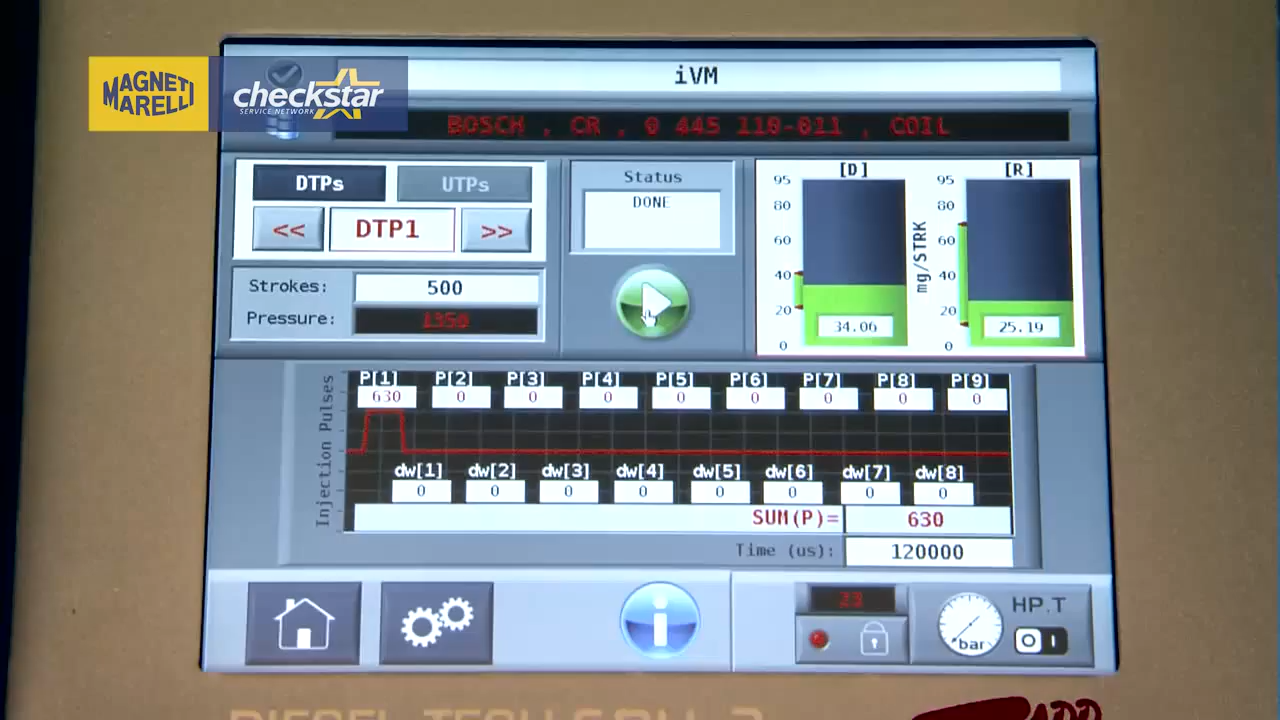 MAGNETI
MARELLI
checkstar
SERVICE NETWORK
iVM
BOSCH , CR , 0 445 110-011 , COIL
DTPs
UTPs
<<
DTP1
>>
Strokes:
500
Pressure:
1350
Status
DONE
[D]
95
80
60
40
20
0
34.06
mg/STRK
[R]
95
80
60
40
20
0
25.19
Injection Pulses
P[1] P[2] P[3] P[4] P[5] P[6] P[7] P[8] P[9]
630 0 0 0 0 0 0 0 0
dw[1] dw[2] dw[3] dw[4] dw[5] dw[6] dw[7] dw[8]
0 0 0 0 0 0 0 0
SUM(P)= 630
Time (us): 120000
i
23
bar
HP.T
O I